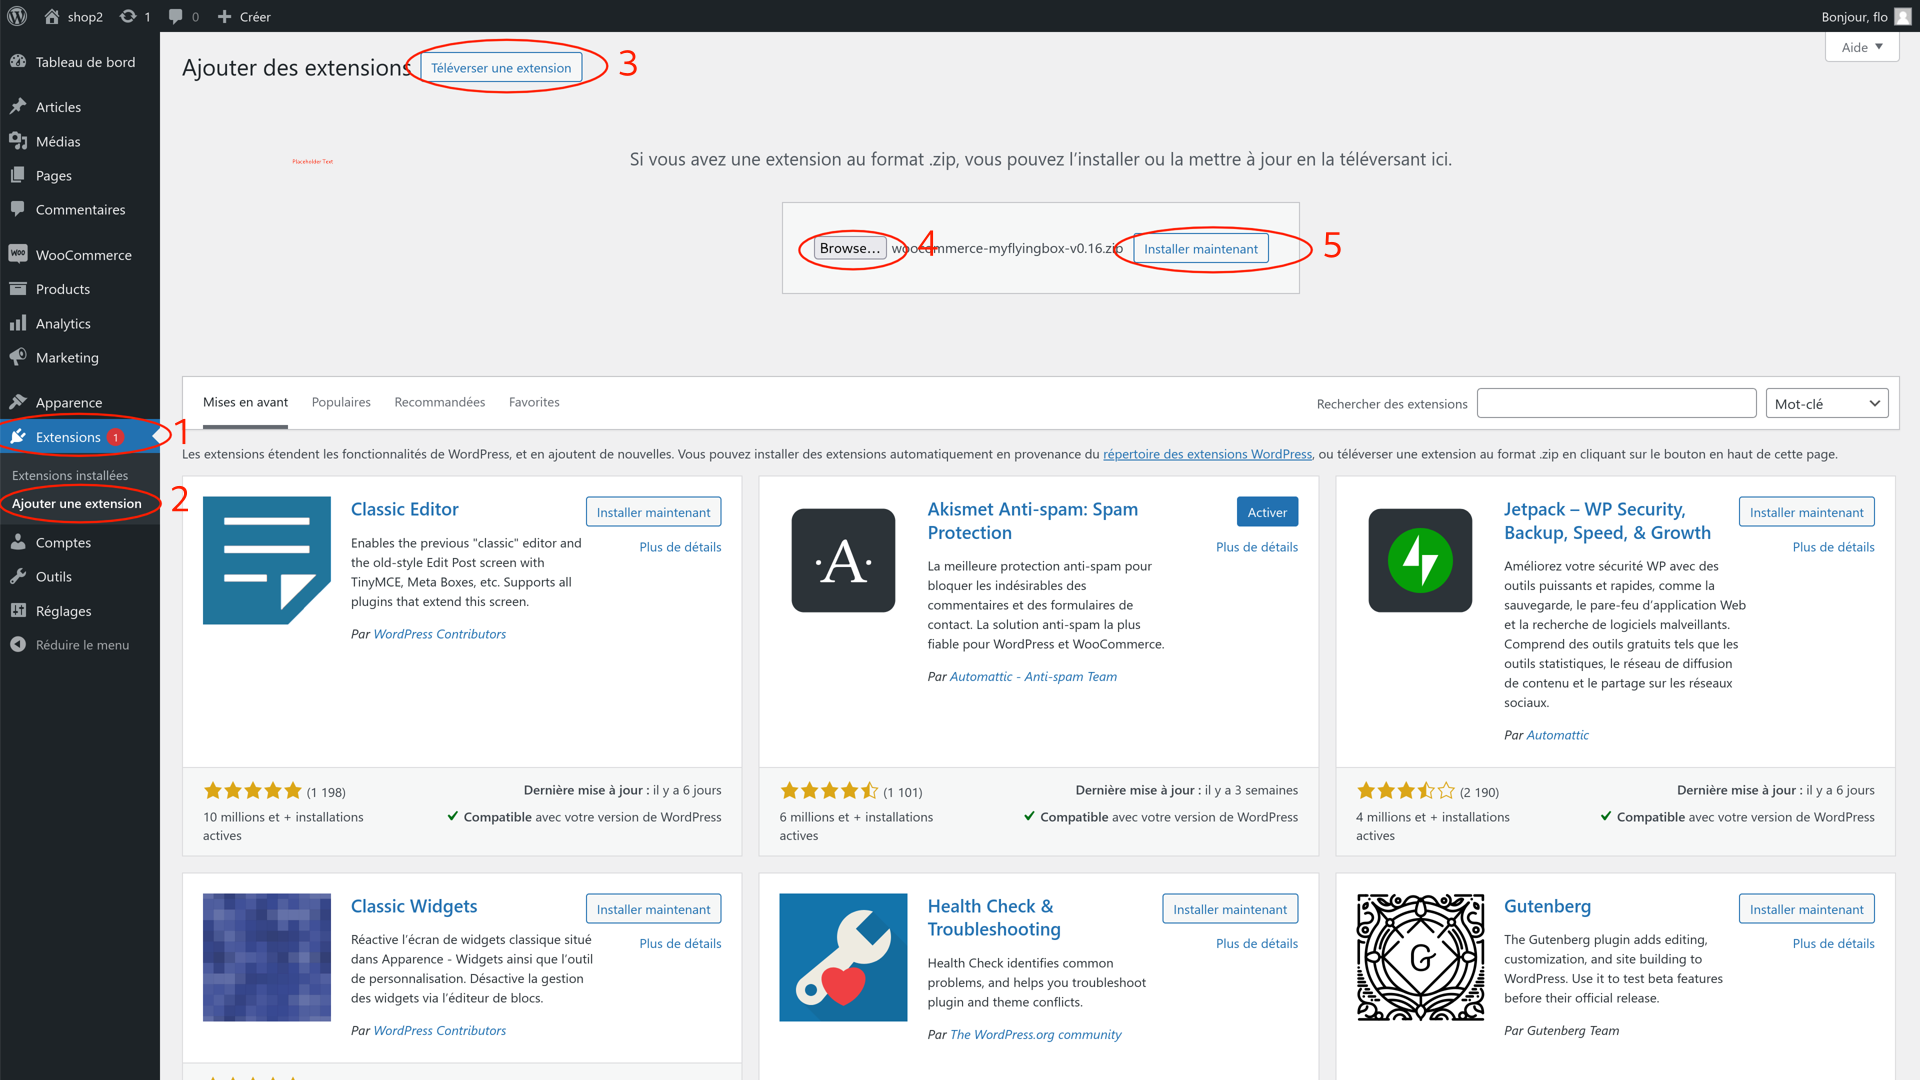 shop2
1
0
Créer
Bonjour, flo
Tableau de bord
Articles
Médias
Pages
Commentaires
WOO
WooCommerce
Products
Analytics
Marketing
Apparence
Extensions 1
1
Extensions installées
Ajouter une extension
2
Comptes
Outils
Réglages
Réduire le menu
Aide
Ajouter des extensions
Téléverser une extension
3
Placeholder Text
Si vous avez une extension au format .zip, vous pouvez l’installer ou la mettre à jour en la téléversant ici.
Browse…
4
woocommerce-myflyingbox-v0.16.zip
Installer maintenant
5
Mises en avant
Populaires
Recommandées
Favorites
Rechercher des extensions
Mot-clé
Les extensions étendent les fonctionnalités de WordPress, et en ajoutent de nouvelles. Vous pouvez installer des extensions automatiquement en provenance du répertoire des extensions WordPress, ou téléverser une extension au format .zip en cliquant sur le bouton en haut de cette page.
Classic Editor
Installer maintenant
Plus de détails
Enables the previous "classic" editor and
the old-style Edit Post screen with
TinyMCE, Meta Boxes, etc. Supports all
plugins that extend this screen.
Par WordPress Contributors
(1 198)
10 millions et + installations
actives
Dernière mise à jour : il y a 6 jours
Compatible avec votre version de WordPress
·A·
Akismet Anti-spam: Spam
Protection
Activer
Plus de détails
La meilleure protection anti-spam pour
bloquer les indésirables des
commentaires et des formulaires de
contact. La solution anti-spam la plus
fiable pour WordPress et WooCommerce.
Par Automattic - Anti-spam Team
(1 101)
6 millions et + installations
actives
Dernière mise à jour : il y a 3 semaines
Compatible avec votre version de WordPress
Jetpack – WP Security,
Backup, Speed, & Growth
Installer maintenant
Plus de détails
Améliorez votre sécurité WP avec des
outils puissants et rapides, comme la
sauvegarde, le pare-feu d’application Web
et la recherche de logiciels malveillants.
Comprend des outils gratuits tels que les
outils statistiques, le réseau de diffusion
de contenu et le partage sur les réseaux
sociaux.
Par Automattic
(2 190)
4 millions et + installations
actives
Dernière mise à jour : il y a 6 jours
Compatible avec votre version de WordPress
Classic Widgets
Installer maintenant
Plus de détails
Réactive l’écran de widgets classique situé
dans Apparence - Widgets ainsi que l’outil
de personnalisation. Désactive la gestion
des widgets via l’éditeur de blocs.
Par WordPress Contributors
Health Check &
Troubleshooting
Installer maintenant
Plus de détails
Health Check identifies common
problems, and helps you troubleshoot
plugin and theme conflicts.
Par The WordPress.org community
G
Gutenberg
Installer maintenant
Plus de détails
The Gutenberg plugin adds editing,
customization, and site building to
WordPress. Use it to test beta features
before their official release.
Par Gutenberg Team